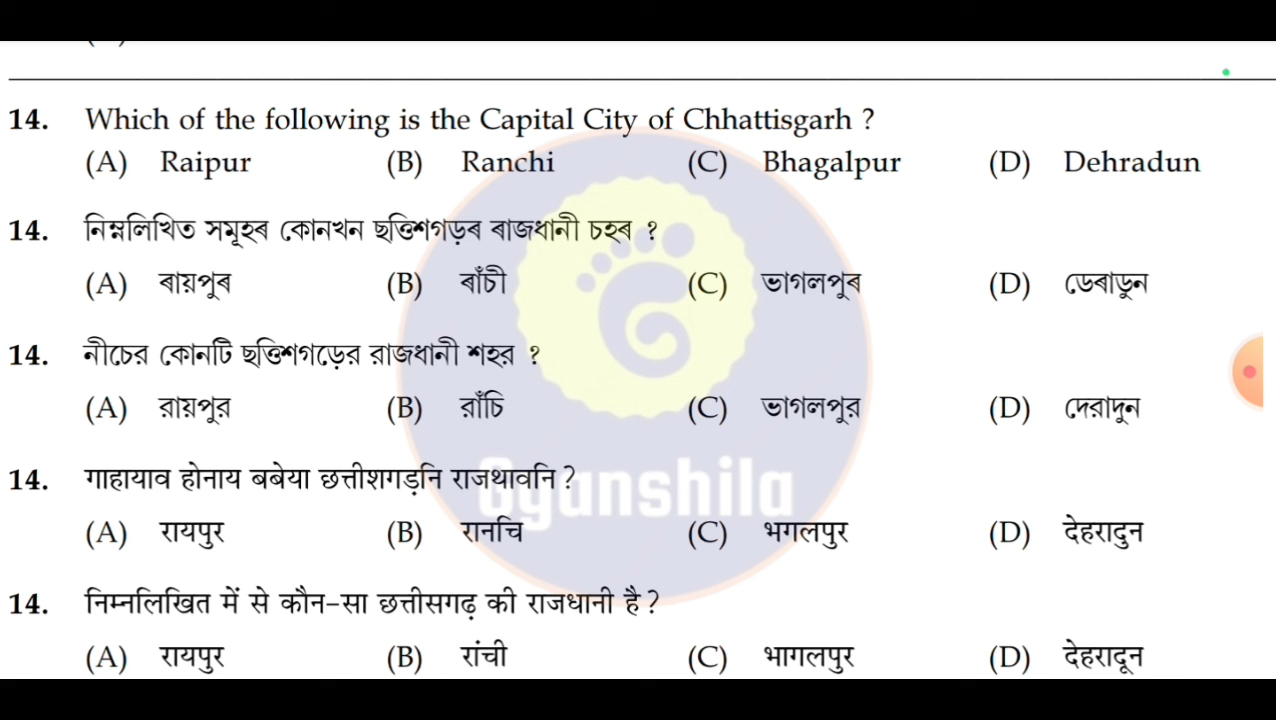 14. Which of the following is the Capital City of Chhattisgarh ?
(A) Raipur (B) Ranchi (C) Bhagalpur (D) Dehradun
14. নিম্নলিখিত সমূহৰ কোনখন ছত্তিশগড়ৰ ৰাজধানী চহৰ ?
(A) ৰায়পুৰ (B) ৰাঁচী (C) ভাগলপুৰ (D) ডেৰাডুন
14. নীচের কোনটি ছত্তিশগড়ের রাজধানী শহর ?
(A) রায়পুর (B) রাঁচি (C) ভাগলপুর (D) দেরাদুন
14. गाहायाव होनाय बबेया छत्तीशगड़नि राजथावनि ?
(A) रायपुर (B) रानचि (C) भगलपुर (D) देहरादुन
Gyanshila
14. निम्नलिखित में से कौन-सा छत्तीसगढ़ की राजधानी है ?
(A) रायपुर (B) रांची (C) भागलपुर (D) देहरादून